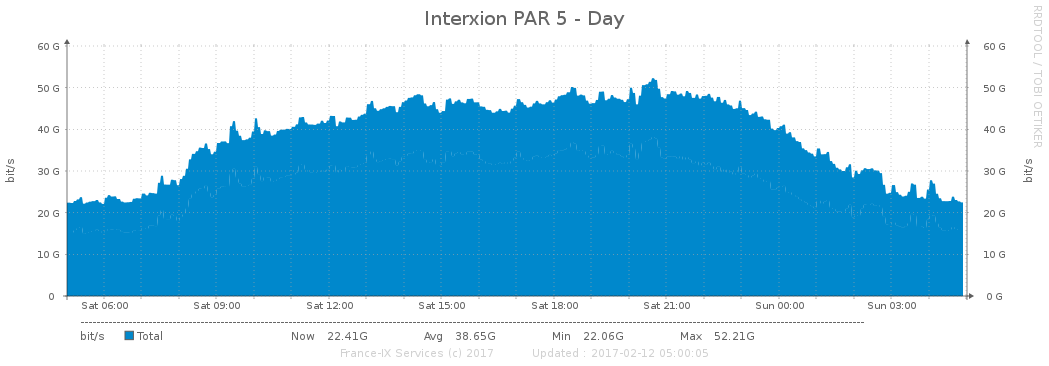 Interxion PAR 5 - Day
RRDTOOL / TOBI OETIKER
60 G 60 G
50 G 50 G
40 G 40 G
30 G 30 G
20 G 20 G
10 G 10 G
0 0 G
bit/s bit/s
Sat 06:00 Sat 09:00 Sat 12:00 Sat 15:00 Sat 18:00 Sat 21:00 Sun 00:00 Sun 03:00
bit/s Total Now 22.41G Avg 38.65G Min 22.06G Max 52.21G
France-IX Services (c) 2017 Updated : 2017-02-12 05:00:05